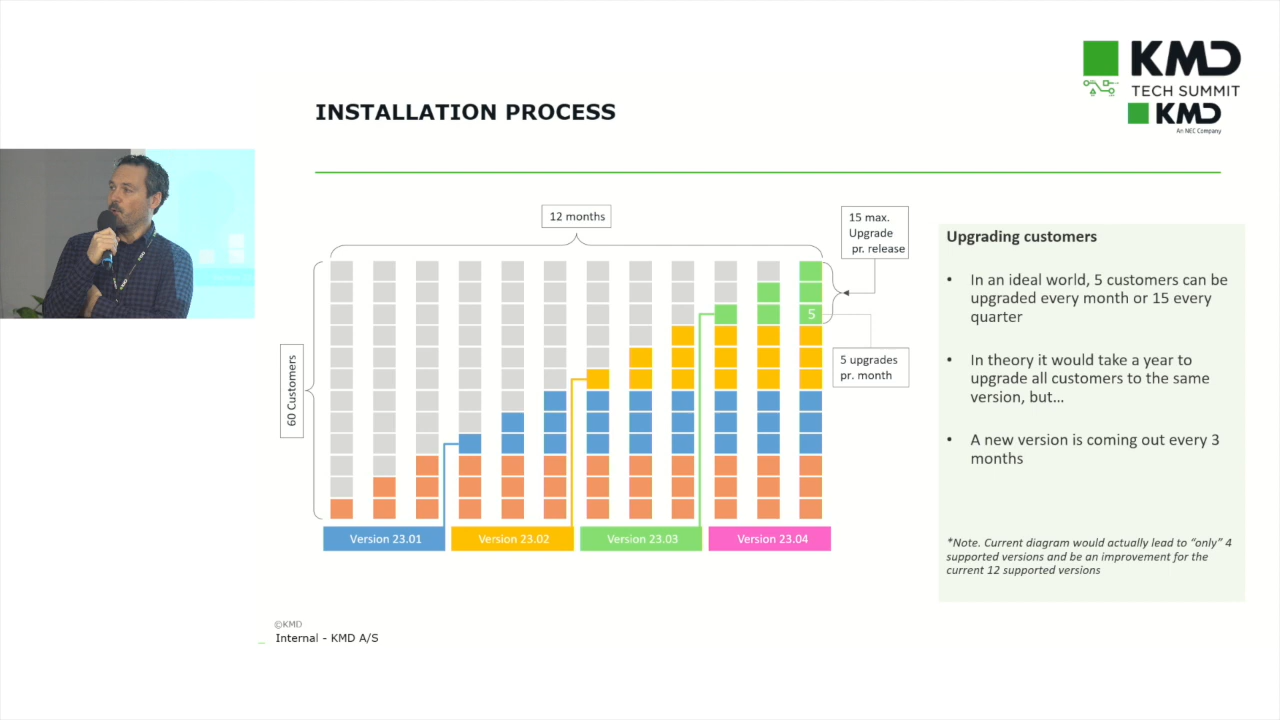 KMD
TECH SUMMIT
KMD
An NEC Company
INSTALLATION PROCESS
12 months
15 max.
Upgrade
pr. release
5
5 upgrades
pr. month
60 Customers
Version 23.01
Version 23.02
Version 23.03
Version 23.04
Upgrading customers
• In an ideal world, 5 customers can be
upgraded every month or 15 every
quarter
• In theory it would take a year to
upgrade all customers to the same
version, but...
• A new version is coming out every 3
months
*Note. Current diagram would actually lead to “only” 4
supported versions and be an improvement for the
current 12 supported versions
©KMD
Internal - KMD A/S